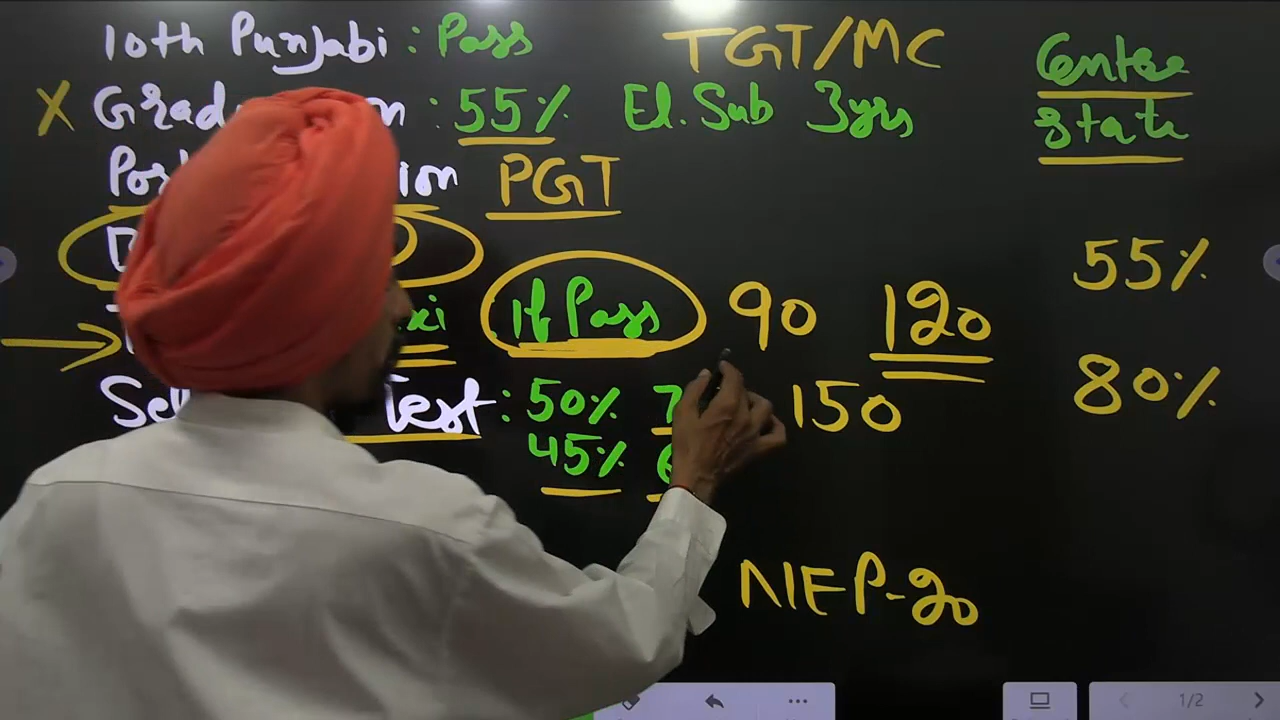 10th Punjabi : Pass TGT/MC Centre
X : 55% El. Sub 3yrs state
PGT
55%
If Pass 90 120
Test : 50% 150 80%
45%
NEP-20
1/2